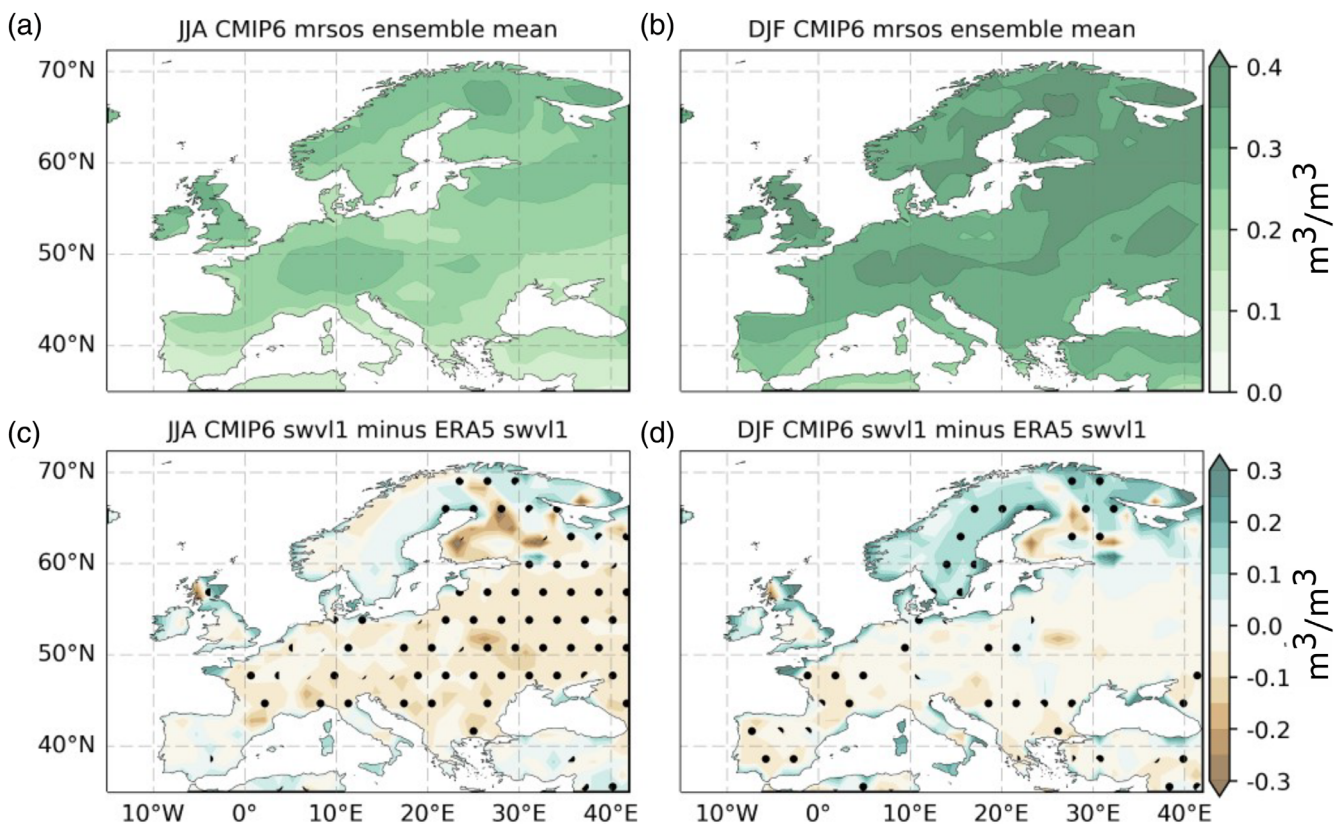 (a)
JJA CMIP6 mrsos ensemble mean
(b)
DJF CMIP6 mrsos ensemble mean
70°N
60°N
50°N
40°N
0.4
0.3
0.2
0.1
0.0
m³/m³
(c)
JJA CMIP6 swvl1 minus ERA5 swvl1
(d)
DJF CMIP6 swvl1 minus ERA5 swvl1
70°N
60°N
50°N
40°N
0.3
0.2
0.1
0.0
-0.1
-0.2
-0.3
m³/m³
10°W 0° 10°E 20°E 30°E 40°E
10°W 0° 10°E 20°E 30°E 40°E